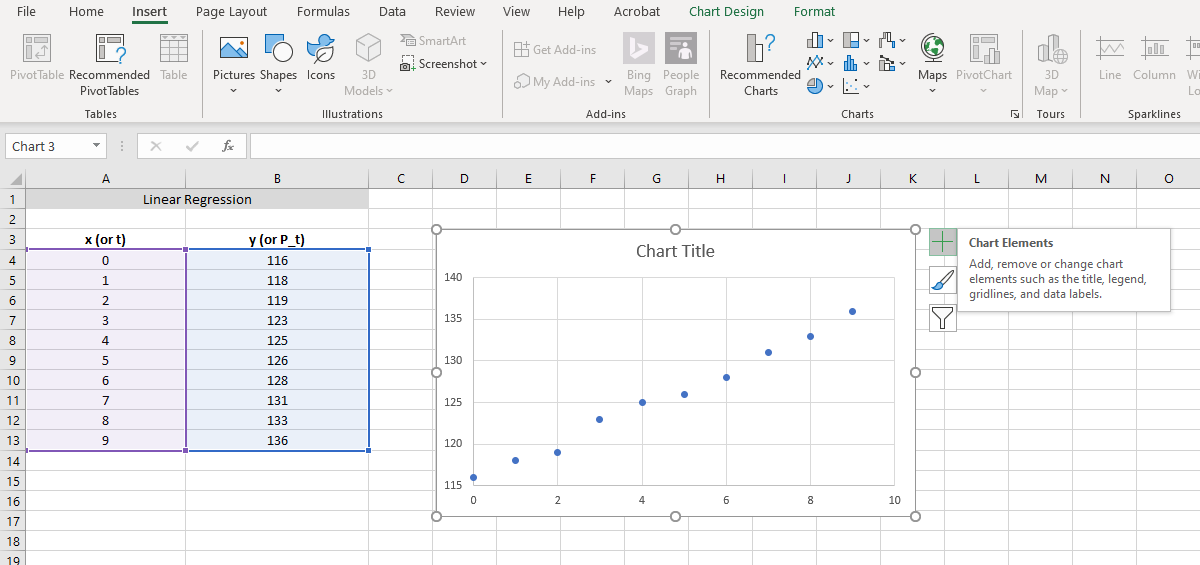 File Home Insert Page Layout Formulas Data Review View Help Acrobat Chart Design Format
PivotTable Recommended PivotTables Table
Tables
Pictures Shapes Icons 3D Models SmartArt Screenshot
Illustrations
Get Add-ins
My Add-ins
Bing Maps People Graph
Add-ins
Recommended Charts
Maps PivotChart
Charts
3D Map
Tours
Line Column
Sparklines
Chart 3 fx
A B C D E F G H I J K L M N O
1 Linear Regression
2
3 x (or t) y (or P_t)
4 0 116
5 1 118
6 2 119
7 3 123
8 4 125
9 5 126
10 6 128
11 7 131
12 8 133
13 9 136
14
15
16
17
18
19
Chart Title
140
135
130
125
120
115
0 2 4 6 8 10
Chart Elements
Add, remove or change chart
elements such as the title, legend,
gridlines, and data labels.